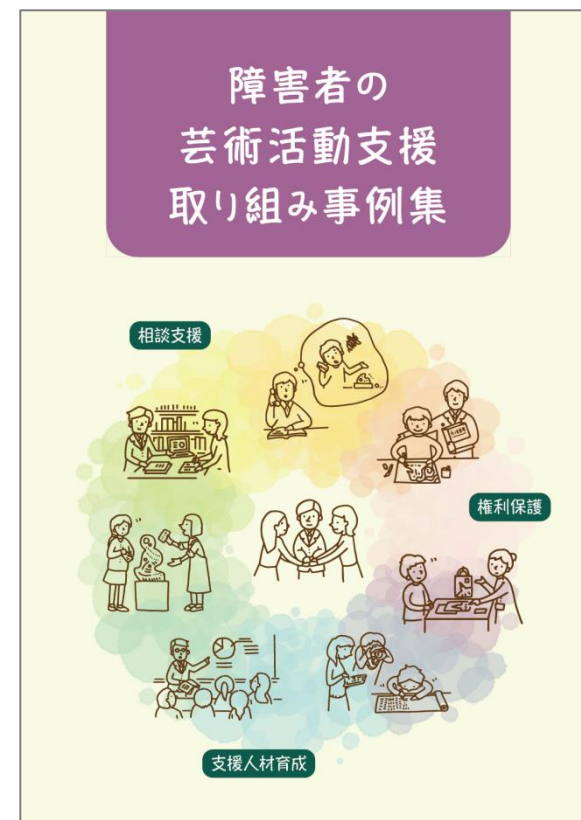 障害者の
芸術活動支援
取り組み事例集
相談支援
権利保護
支援人材育成